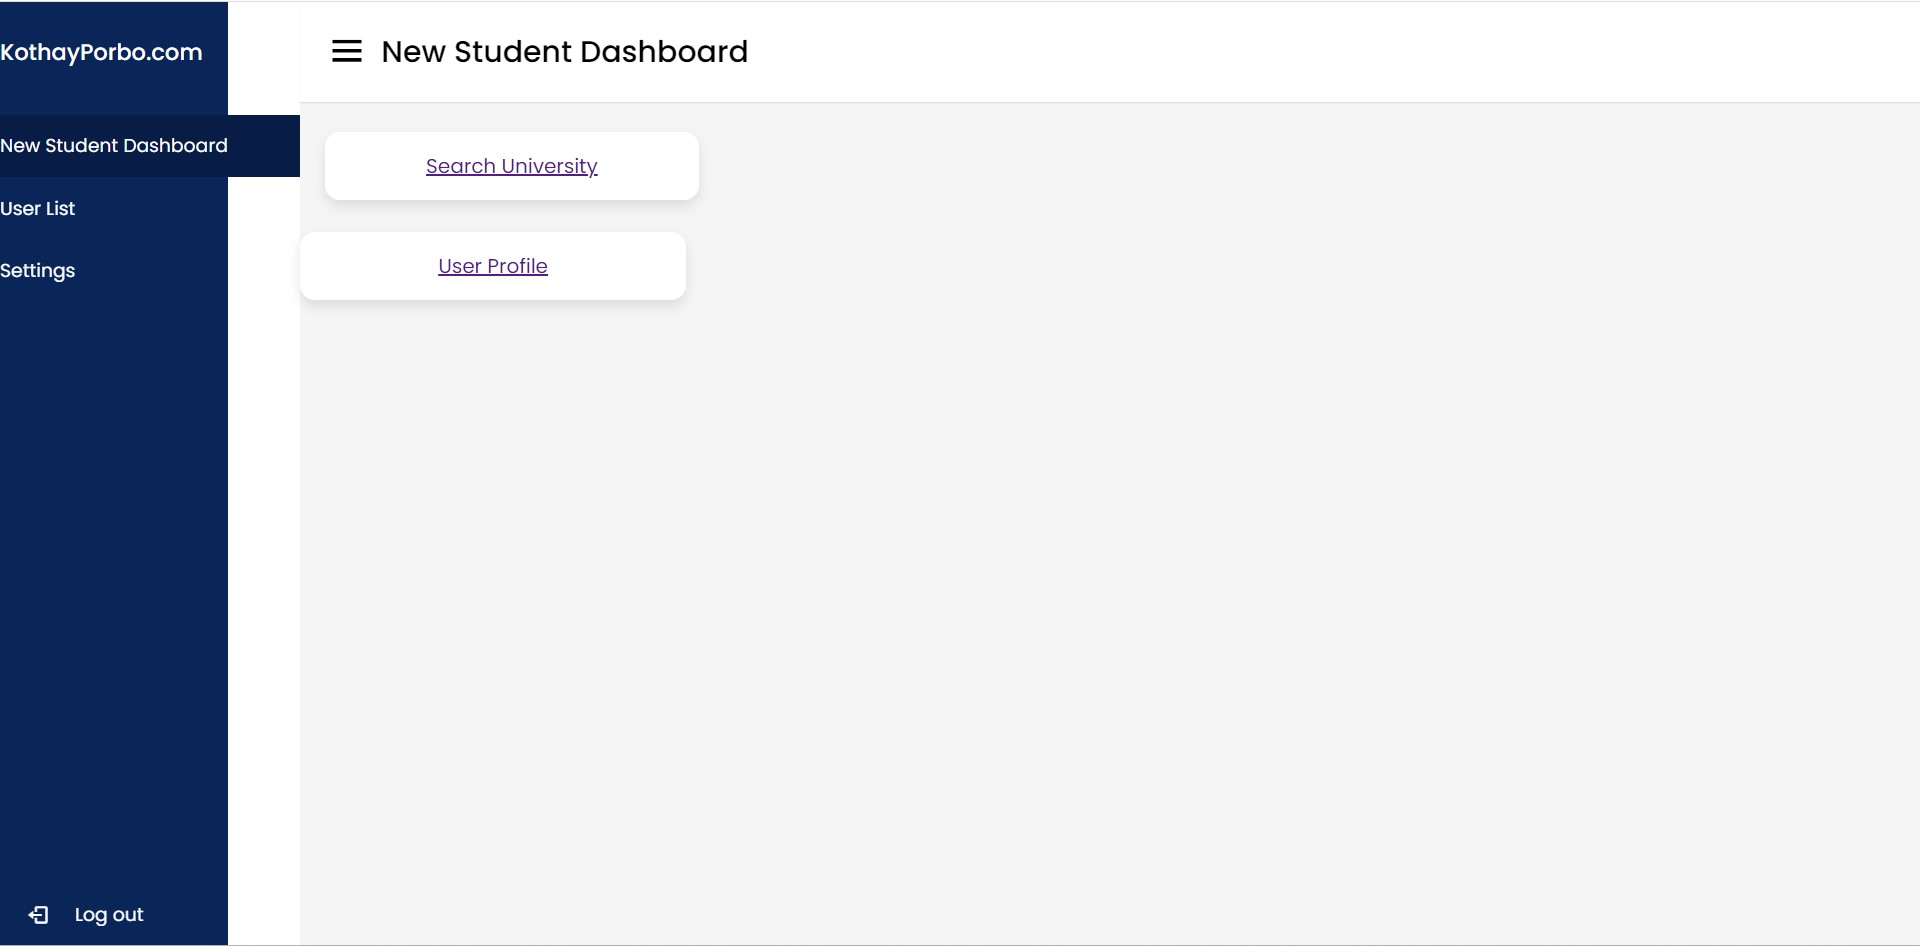 KothayPorbo.com
New Student Dashboard
User List
Settings
Log out
New Student Dashboard
Search University
User Profile